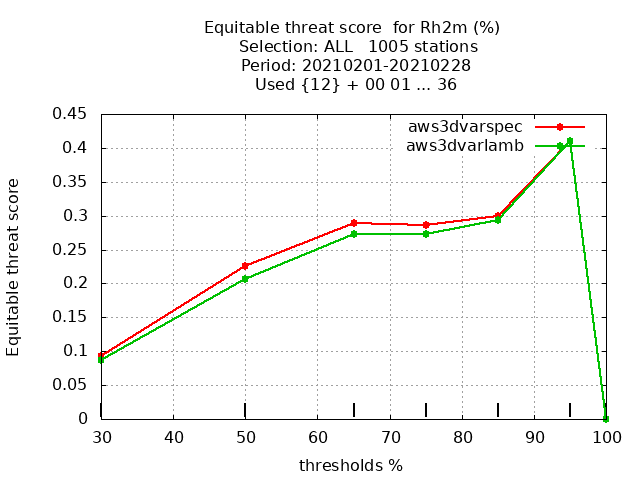 Equitable threat score  for Rh2m (%)
Selection: ALL   1005 stations
Period: 20210201-20210228
Used {12} + 00 01 ... 36
aws3dvarspec
aws3dvarlamb
0.45
0.4
0.35
0.3
0.25
0.2
0.15
0.1
0.05
0
Equitable threat score
30 40 50 60 70 80 90 100
thresholds %